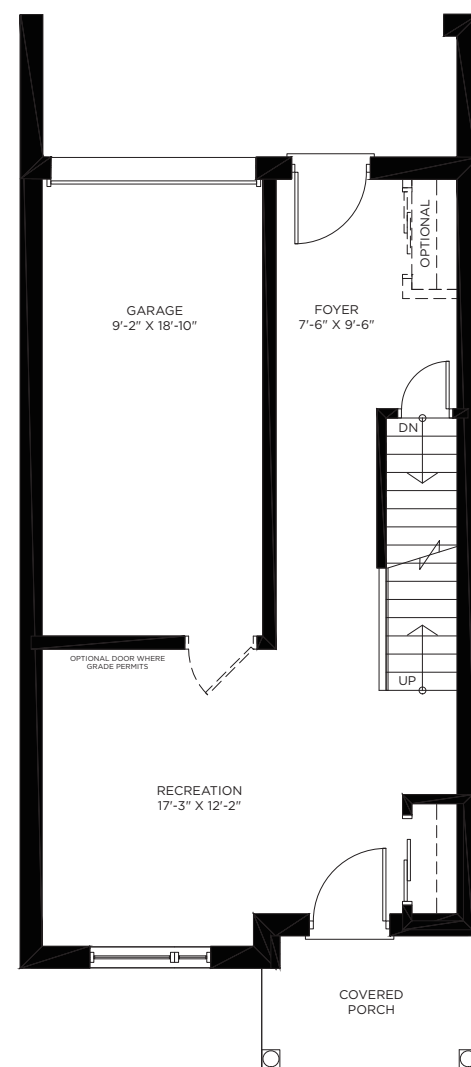 OPTIONAL
GARAGE
9'-2" X 18'-10"
FOYER
7'-6" X 9'-6"
DN
OPTIONAL DOOR WHERE
GRADE PERMITS
UP
RECREATION
17'-3" X 12'-2"
COVERED
PORCH